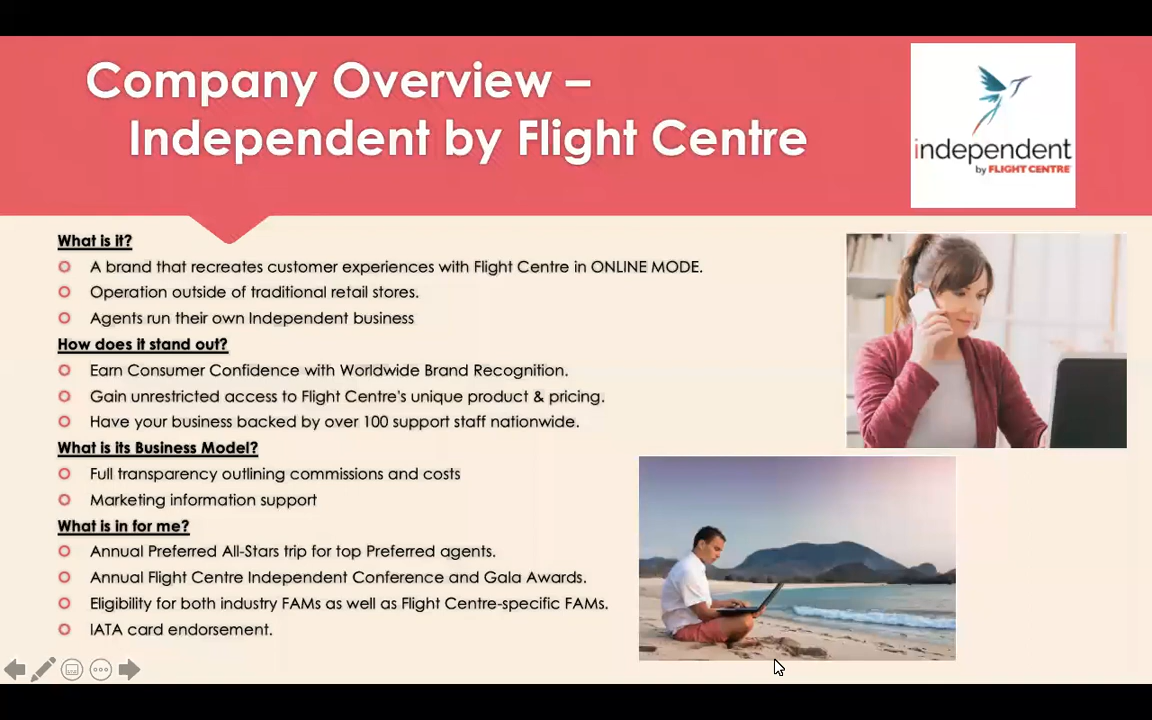 Company Overview –
Independent by Flight Centre
independent
by FLIGHT CENTRE
What is it?
A brand that recreates customer experiences with Flight Centre in ONLINE MODE.
Operation outside of traditional retail stores.
Agents run their own Independent business
How does it stand out?
Earn Consumer Confidence with Worldwide Brand Recognition.
Gain unrestricted access to Flight Centre's unique product & pricing.
Have your business backed by over 100 support staff nationwide.
What is its Business Model?
Full transparency outlining commissions and costs
Marketing information support
What is in for me?
Annual Preferred All-Stars trip for top Preferred agents.
Annual Flight Centre Independent Conference and Gala Awards.
Eligibility for both industry FAMs as well as Flight Centre-specific FAMs.
IATA card endorsement.